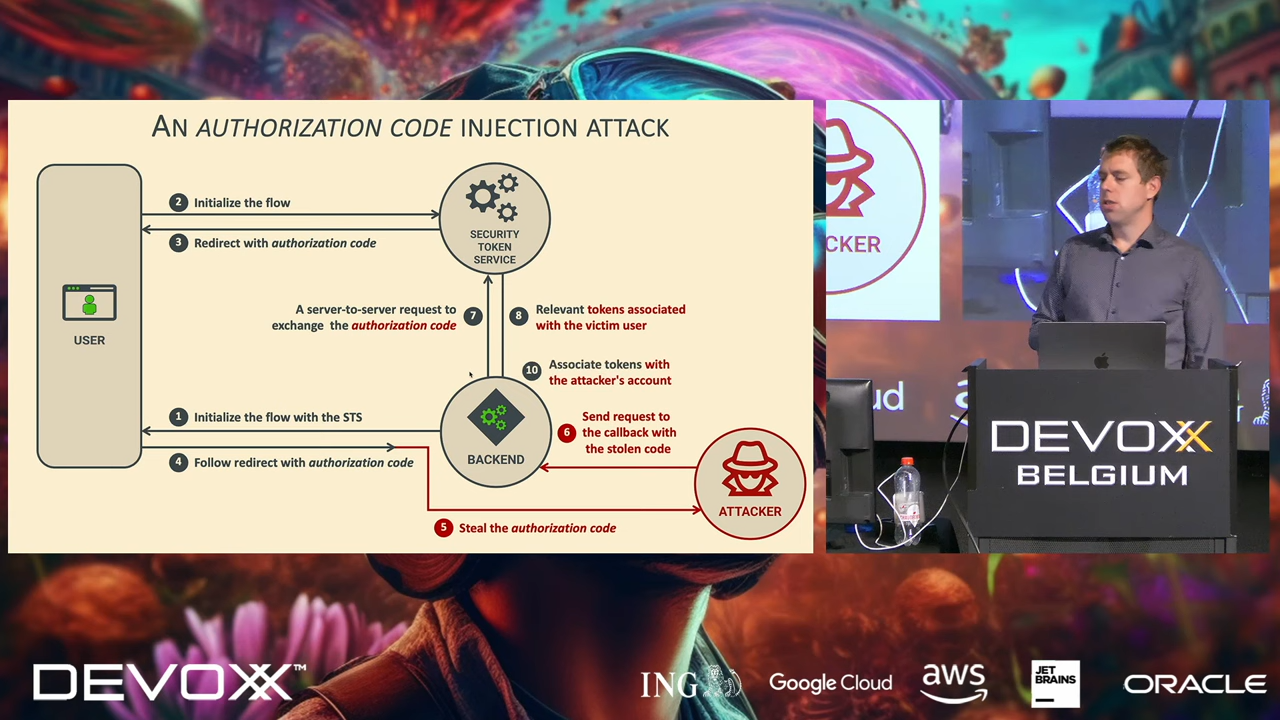 AN AUTHORIZATION CODE INJECTION ATTACK
2 Initialize the flow
3 Redirect with authorization code
SECURITY
TOKEN
SERVICE
USER
A server-to-server request to
exchange the authorization code
7
8
Relevant tokens associated
with the victim user
10
Associate tokens with
the attacker's account
1 Initialize the flow with the STS
4 Follow redirect with authorization code
BACKEND
6
Send request to
the callback with
the stolen code
ATTACKER
5 Steal the authorization code
CKER
ud
DEVOXX
BELGIUM
DEVOXX™
ING
Google Cloud
aws
JET
BRAINS
ORACLE